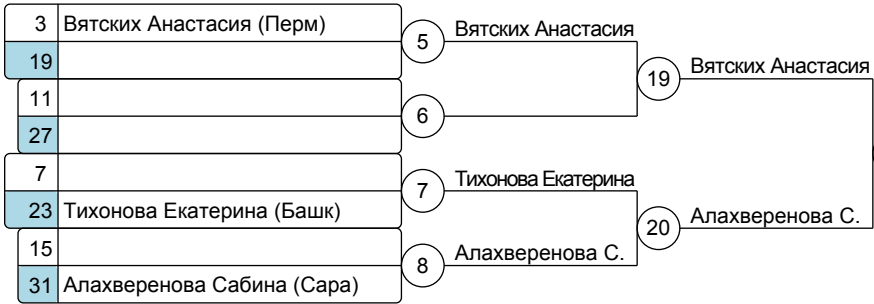 3 Вятских Анастасия (Перм)
19
5
Вятских Анастасия
11
27
6
19
Вятских Анастасия
7
23 Тихонова Екатерина (Башк)
7
Тихонова Екатерина
15
31 Алахверенова Сабина (Сара)
8
Алахверенова С.
20
Алахверенова С.